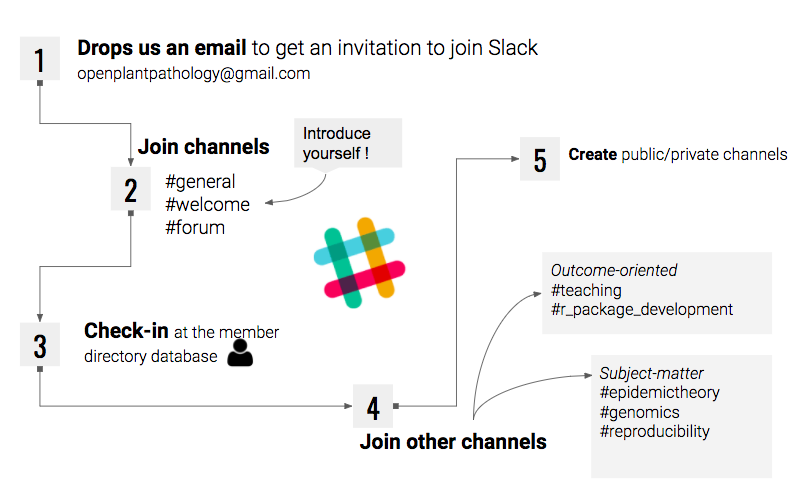 1
Drops us an email to get an invitation to join Slack
openplantpathology@gmail.com
Join channels
2
#general
#welcome
#forum
Introduce
yourself !
3
Check-in at the member
directory database
4
Join other channels
5
Create public/private channels
Outcome-oriented
#teaching
#r_package_development
Subject-matter
#epidemictheory
#genomics
#reproducibility